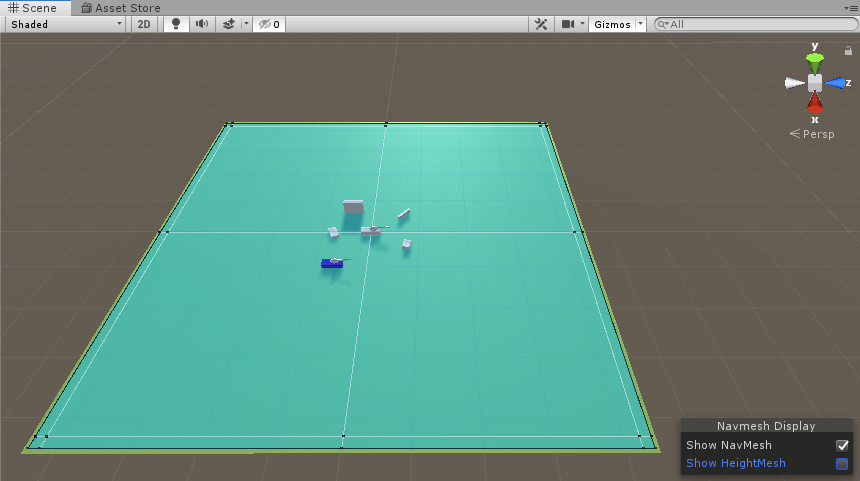 Scene Asset Store
Shaded 2D 0 Gizmos All
y
z
x
Persp
Navmesh Display
Show NavMesh
Show HeightMesh